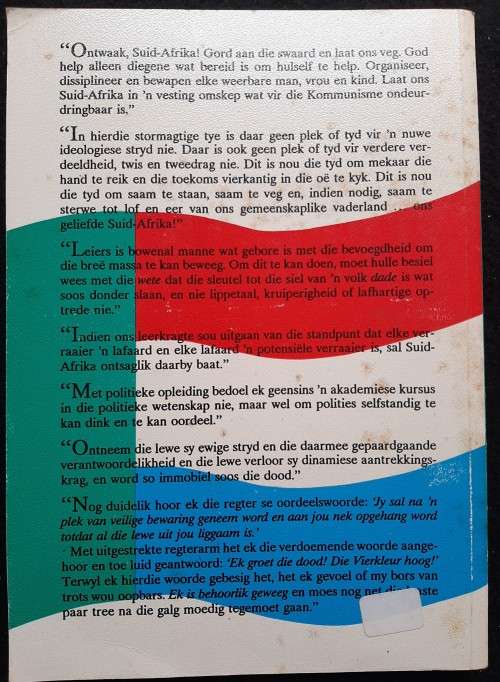 “Ontwaak, Suid-Afrika! Gord aan die swaard en laat ons veg. God
help alleen diegene wat bereid is om hulself te help. Organiseer,
dissiplineer en bewapen elke weerbare man, vrou en kind. Laat ons
Suid-Afrika in ’n vesting omskep wat vir die Kommunisme ondeur-
dringbaar is.”
“In hierdie stormagtige tye is daar geen plek of tyd vir ’n nuwe
ideologiese stryd nie. Daar is ook geen plek of tyd vir verdere ver-
deeldheid, twis en tweedrag nie. Dit is nou die tyd om mekaar die
hand te reik en die toekoms vierkantig in die oë te kyk. Dit is nou
die tyd om saam te staan, saam te veg en, indien nodig, saam te
sterwe tot lof en eer van ons gemeenskaplike vaderland ... ons
geliefde Suid-Afrika!”
“Leiers is bowenal manne wat gebore is met die bevoegdheid om
die breë massa te kan beweeg. Om dit te kan doen, moet hulle besiel
wees met die wete dat die sleutel tot die siel van ’n volk dade is wat
soos donder slaan, en nie lippetaal, kruiperigheid of lafhartige op-
trede nie.”
“Indien ons leerkragte sou uitgaan van die standpunt dat elke ver-
raaier ’n lafaard en elke lafaard ’n potensiële verraaier is, sal Suid-
Afrika ontsaglik daarby baat.”
“Met politieke opleiding bedoel ek geensins ’n akademiese kursus
in die politieke wetenskap nie, maar wel om polities selfstandig te
kan dink en te kan oordeel.”
“Ontneem die lewe sy ewige stryd en die daarmee gepaardgaande
verantwoordelikheid en die lewe verloor sy dinamiese aantrekkings-
krag, en word so immobiel soos die dood.”
“Nog duidelik hoor ek die regter se oordeelswoorde: ‘Jy sal na ’n
plek van veilige bewaring geneem word en aan jou nek opgehang word
totdat al die lewe uit jou liggaam is.’
Met uitgestrekte regterarm het ek die verdoemende woorde aange-
hoor en toe luid geantwoord: ‘Ek groet die dood! Die Vierkleur hoog!’
Terwyl ek hierdie woorde gebesig het, het ek gevoel of my bors van
trots wou oopbars. Ek is behoorlik geweeg en moes nog net die
paar tree na die galg moedig tegemoet gaan.”